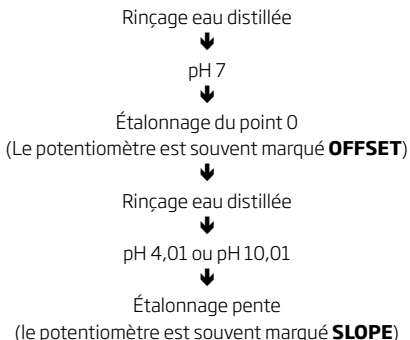 Rinçage eau distillée
🡻
pH 7
🡻
Étalonnage du point 0
(Le potentiomètre est souvent marqué OFFSET)
🡻
Rinçage eau distillée
🡻
pH 4,01 ou pH 10,01
🡻
Étalonnage pente
(le potentiomètre est souvent marqué SLOPE)